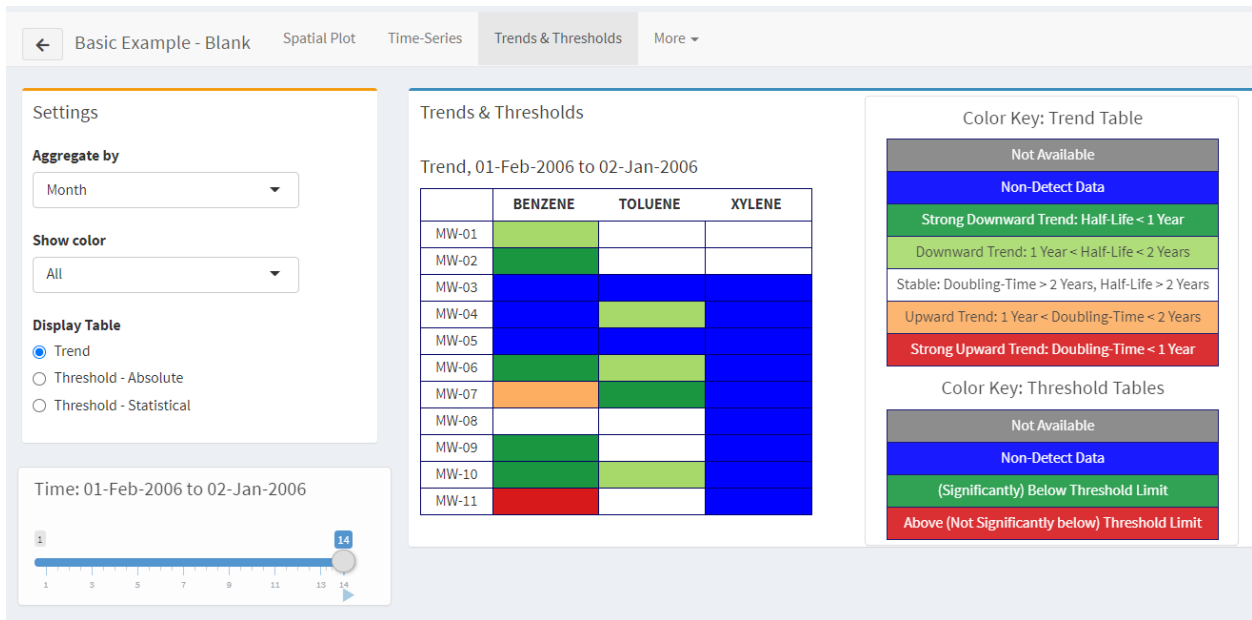 Basic Example - Blank Spatial Plot Time-Series Trends & Thresholds More
Settings
Aggregate by
Month
Show color
All
Display Table
Trend
Threshold - Absolute
Threshold - Statistical
Time: 01-Feb-2006 to 02-Jan-2006
1 14
1 3 5 7 9 11 13 14
Trends & Thresholds
Trend, 01-Feb-2006 to 02-Jan-2006
BENZENE TOLUENE XYLENE
MW-01
MW-02
MW-03
MW-04
MW-05
MW-06
MW-07
MW-08
MW-09
MW-10
MW-11
Color Key: Trend Table
Not Available
Non-Detect Data
Strong Downward Trend: Half-Life < 1 Year
Downward Trend: 1 Year < Half-Life < 2 Years
Stable: Doubling-Time > 2 Years, Half-Life > 2 Years
Upward Trend: 1 Year < Doubling-Time < 2 Years
Strong Upward Trend: Doubling-Time < 1 Year
Color Key: Threshold Tables
Not Available
Non-Detect Data
(Significantly) Below Threshold Limit
Above (Not Significantly below) Threshold Limit